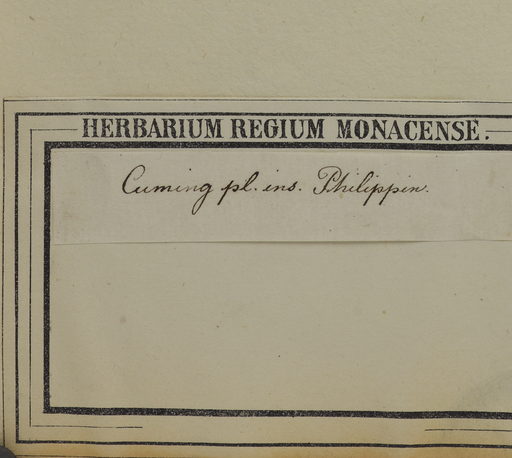 HERBARIUM REGIUM MONACENSE.
Cuming pl. ins. Philippin.